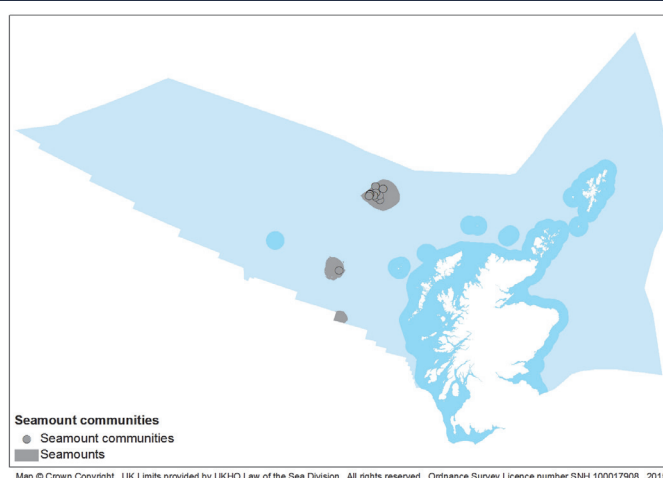 Seamount communities
Seamount communities
Seamounts
Map © Crown Copyright. UK Limits provided by UKHO Law of the Sea Division. All rights reserved. Ordnance Survey Licence number SNH 100017908